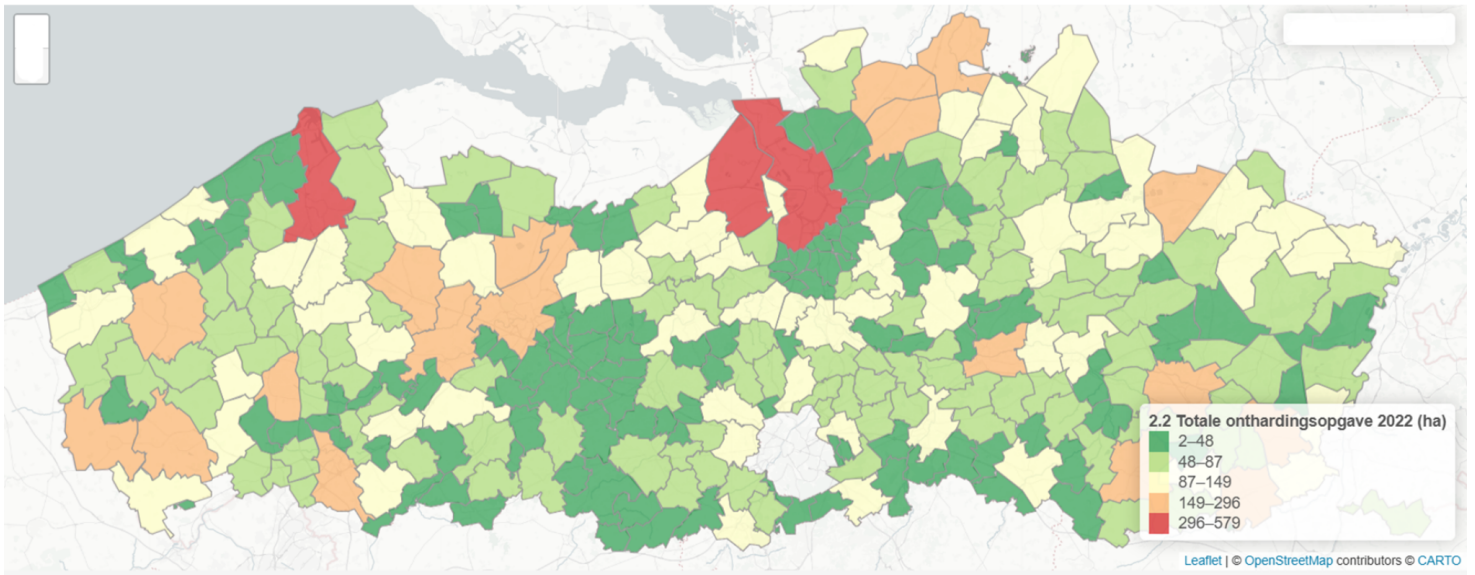 2.2 Totale onthardingsopgave 2022 (ha)
2–48
48–87
87–149
149–296
296–579
Leaflet | © OpenStreetMap contributors © CARTO